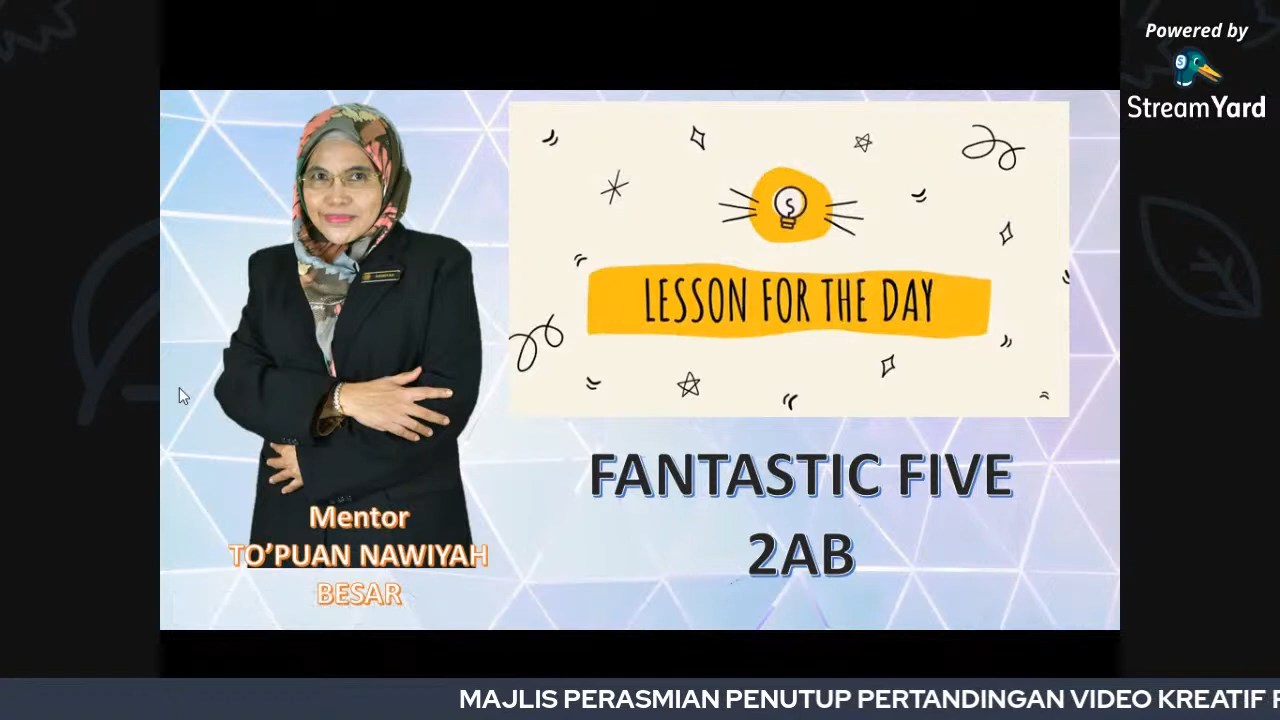 Powered by
StreamYard
LESSON FOR THE DAY
FANTASTIC FIVE
2AB
Mentor
TO’PUAN NAWIYAH
BESAR
MAJLIS PERASMIAN PENUTUP PERTANDINGAN VIDEO KREATIF